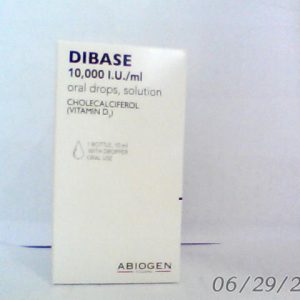 DIBASE
10,000 I.U./ml
oral drops, solution
CHOLECALCIFEROL
(VITAMIN D₃)
1 BOTTLE, 10 ml
WITH DROPPER
ORAL USE
ABIOGEN
06/29/2